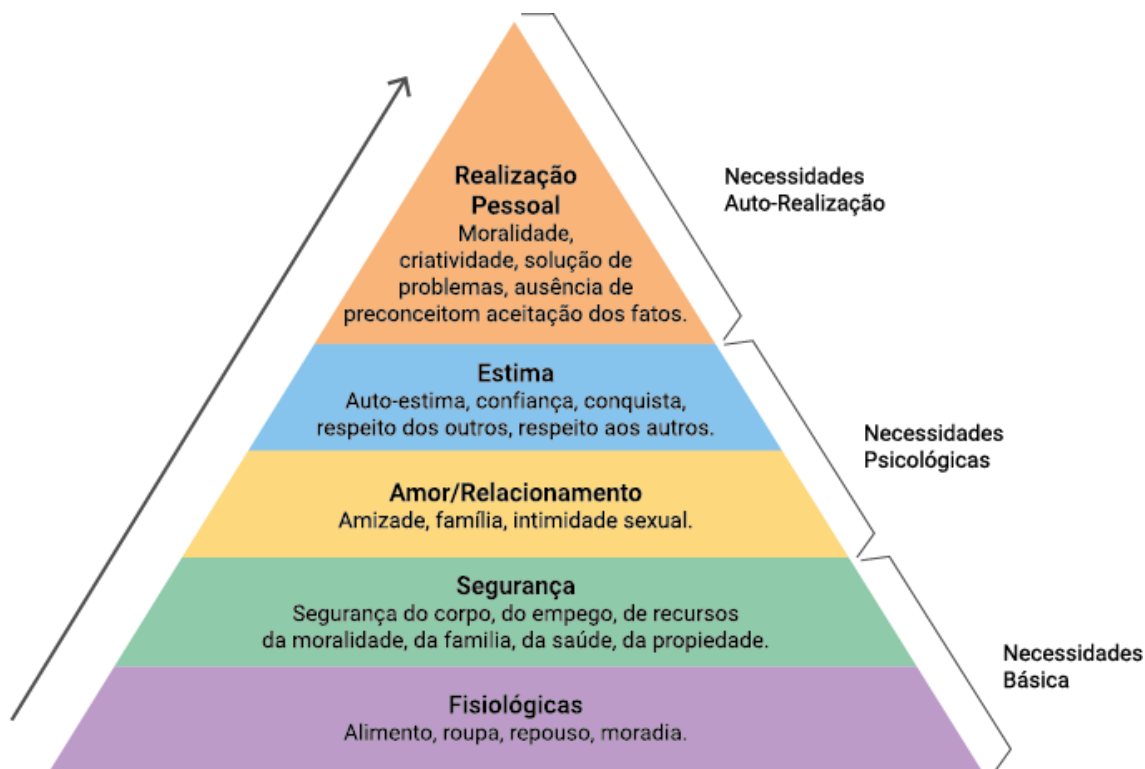 Realização
Pessoal
Moralidade,
criatividade, solução de
problemas, ausência de
preconceitom aceitação dos fatos.
Necessidades
Auto-Realização
Estima
Auto-estima, confiança, conquista,
respeito dos outros, respeito aos autros.
Necessidades
Psicológicas
Amor/Relacionamento
Amizade, família, intimidade sexual.
Segurança
Segurança do corpo, do empego, de recursos
da moralidade, da familia, da saúde, da propiedade.
Necessidades
Básica
Fisiológicas
Alimento, roupa, repouso, moradia.